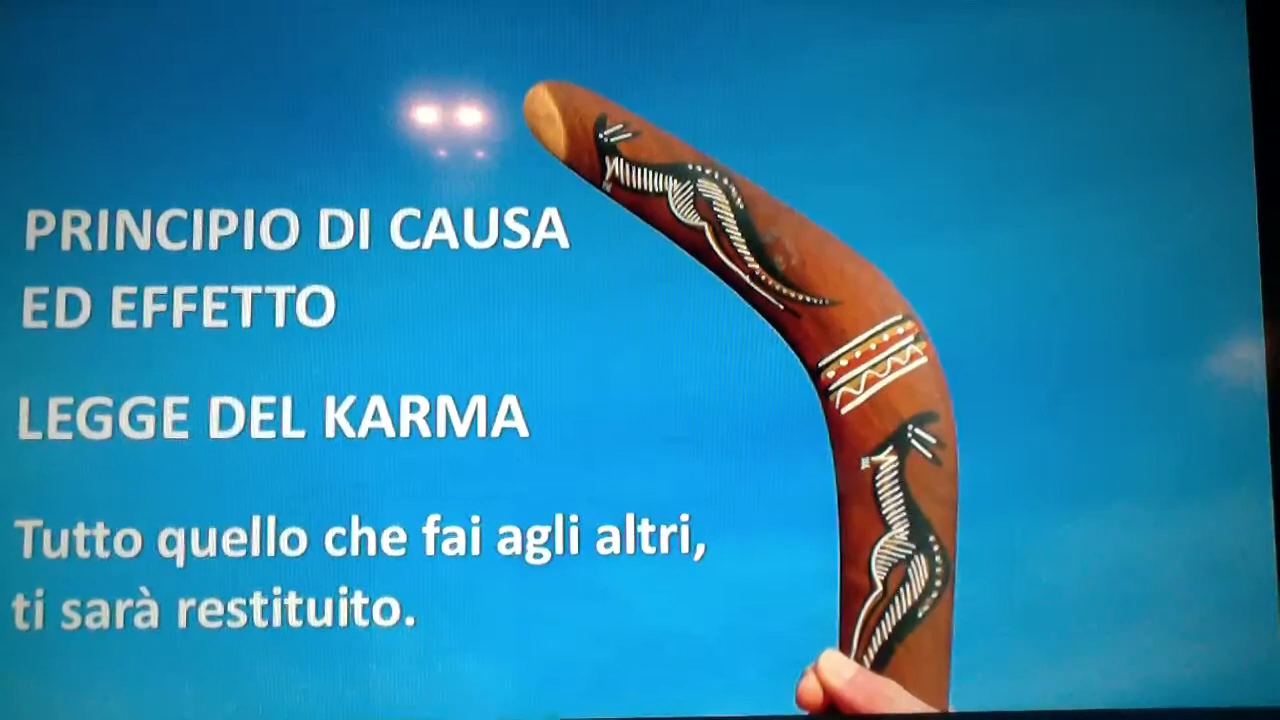 PRINCIPIO DI CAUSA
ED EFFETTO
LEGGE DEL KARMA
Tutto quello che fai agli altri,
ti sarà restituito.